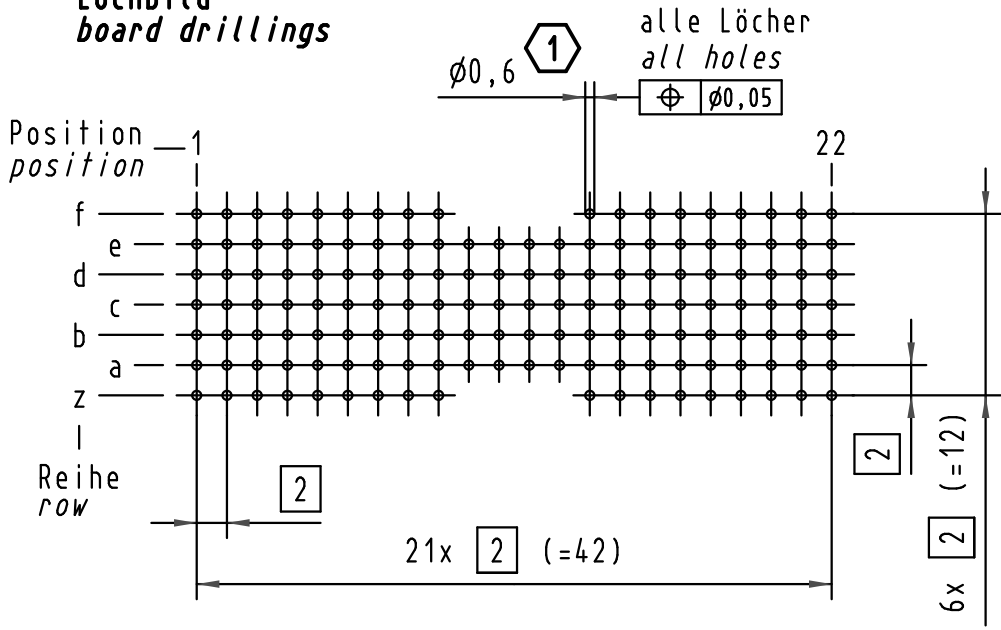 Lochbild
board drillings
alle Löcher
all holes
1
ø0,6
ø0,05
Position
position
1
22
f
e
d
c
b
a
z
Reihe
row
2
2
21x 2 (=42)
6x 2 (=12)